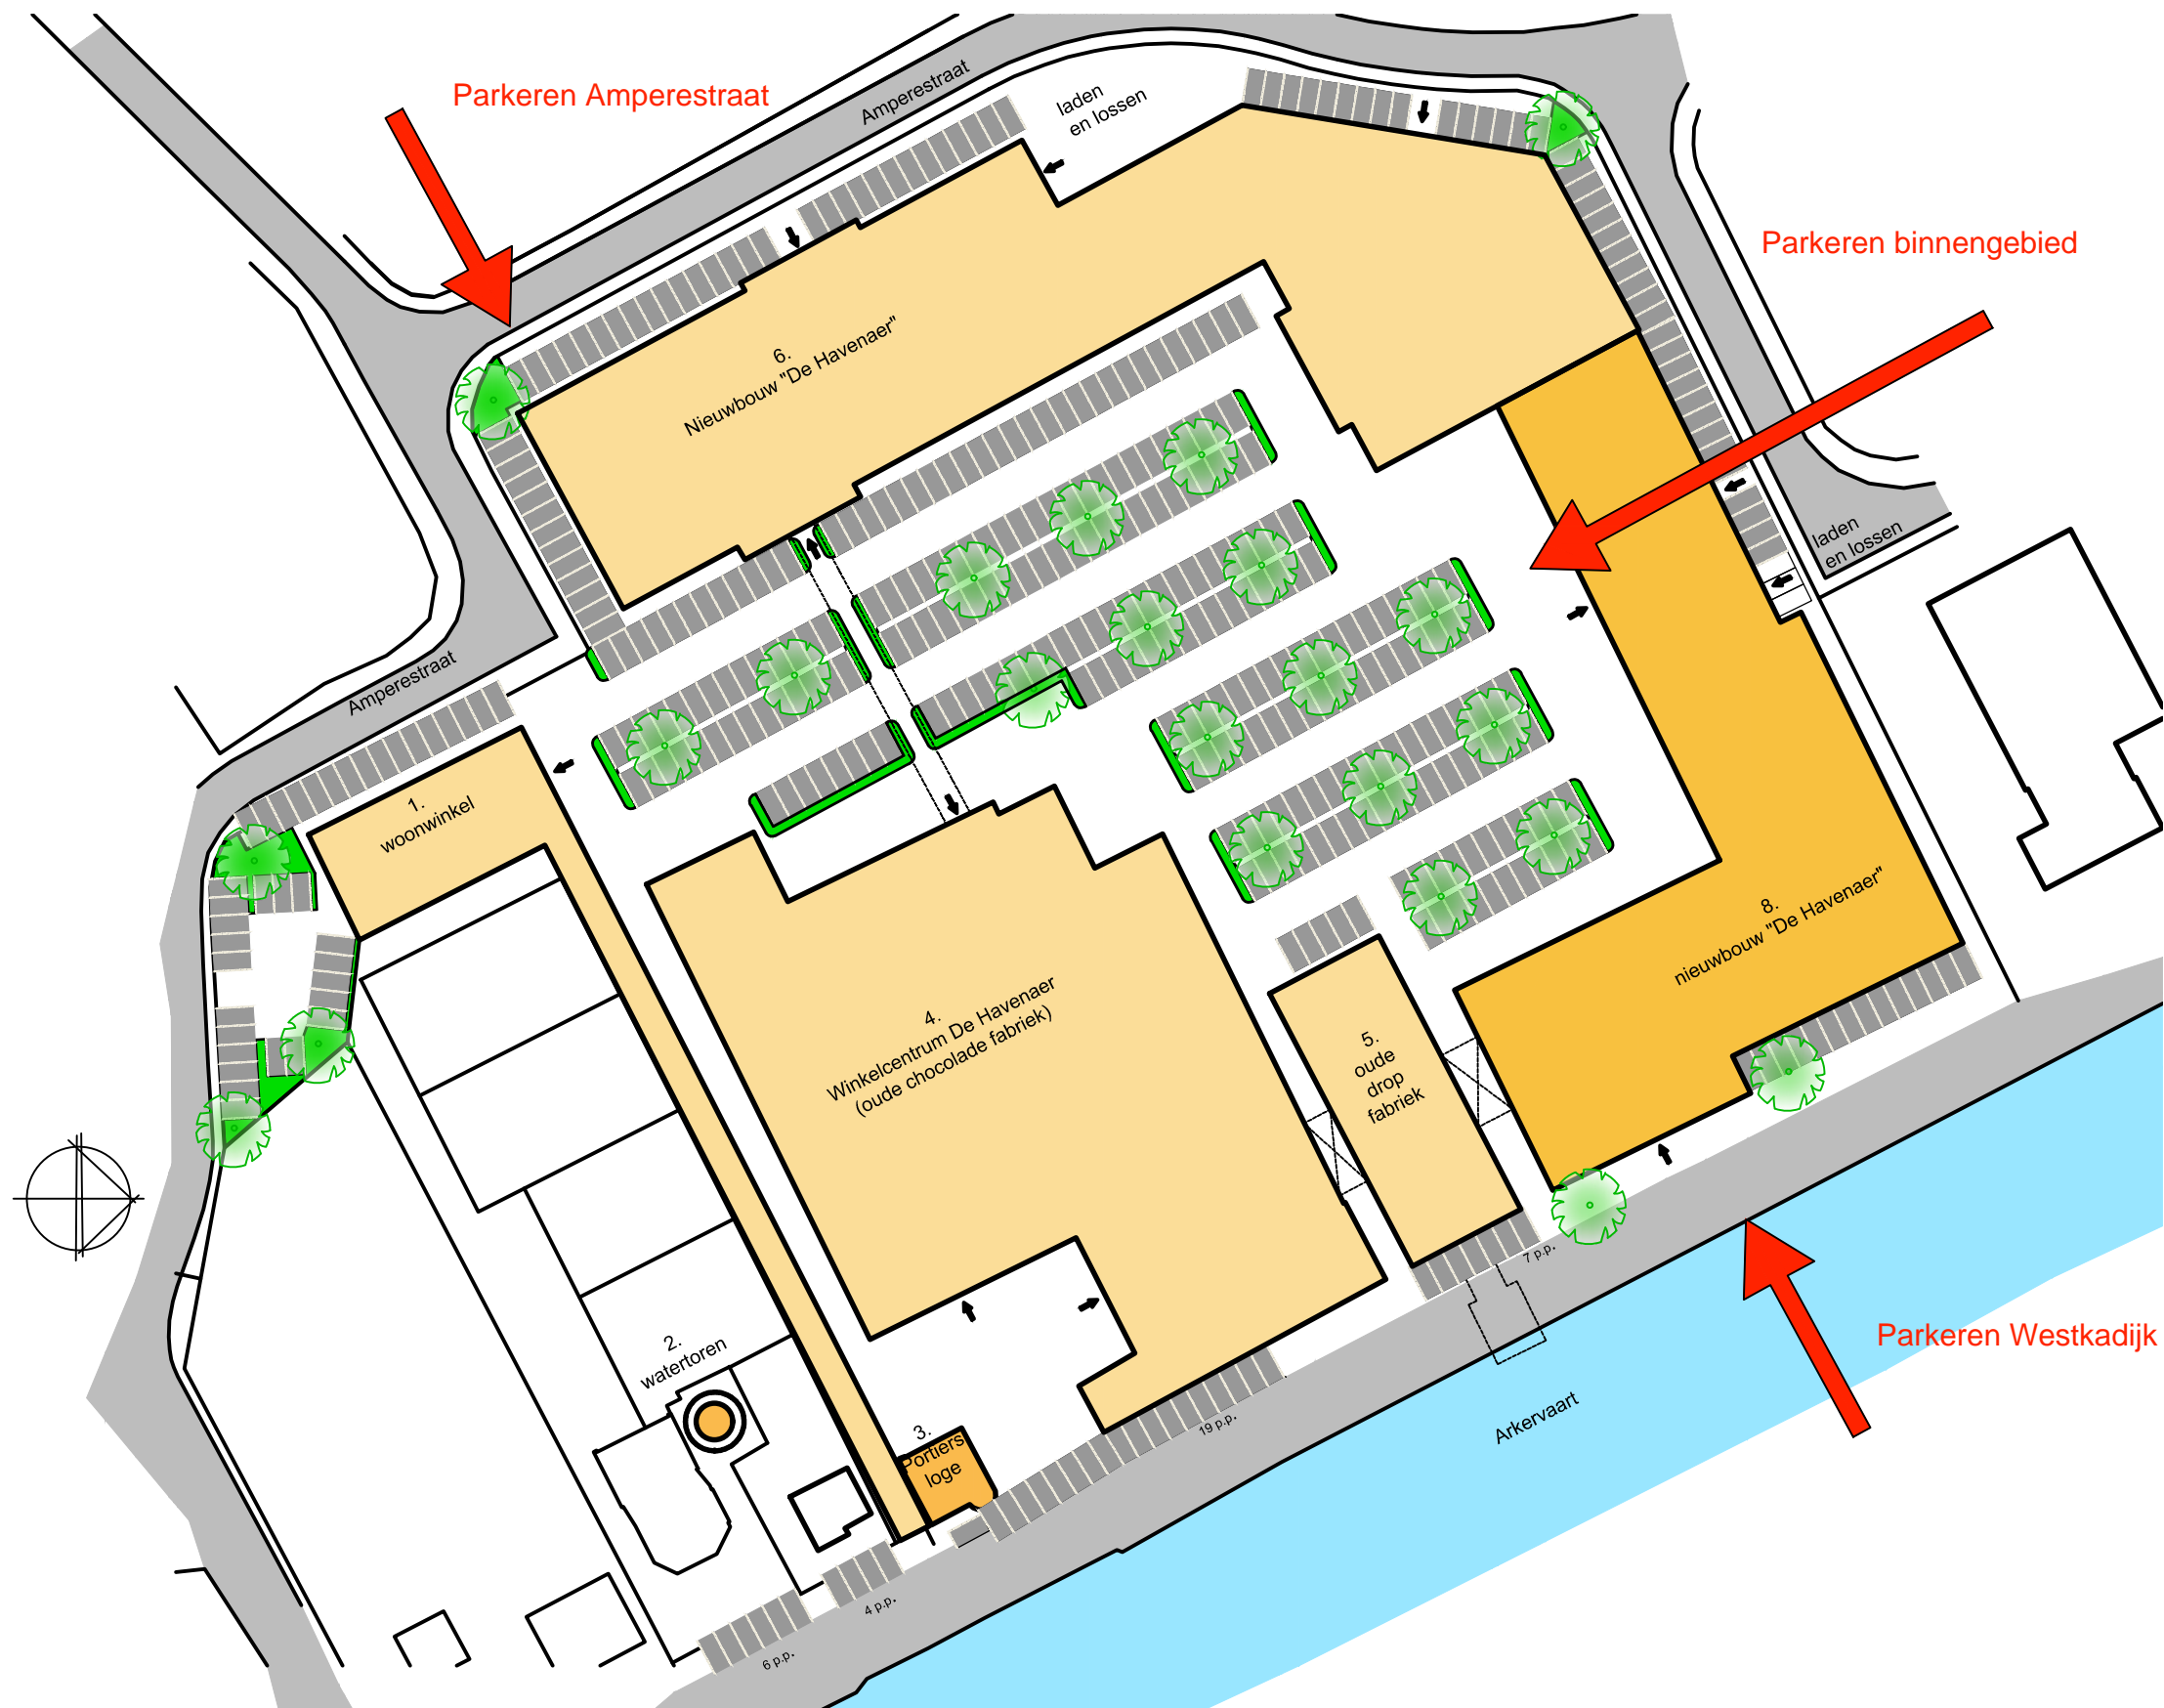 Parkeren Amperestraat
Amperestraat
laden
en lossen
Parkeren binnengebied
6.
Nieuwbouw "De Havenaer"
laden
en lossen
Amperestraat
1.
woonwinkel
8.
nieuwbouw "De Havenaer"
4.
Winkelcentrum De Havenaer
(oude chocolade fabriek)
5.
oude
drop
fabriek
7 p.p.
Parkeren Westkadijk
2.
watertoren
Arkervaart
19 p.p.
3.
Portiers
loge
4 p.p.
6 p.p.